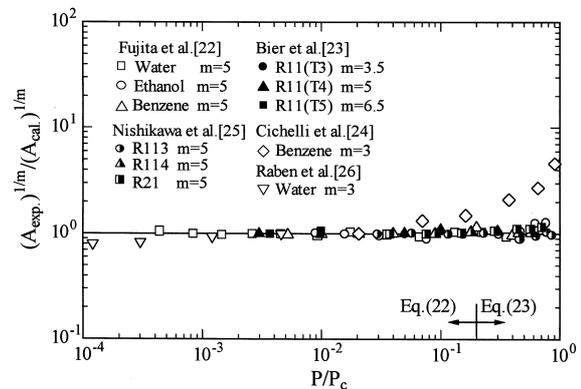 10²
10¹
10⁰
10⁻¹
(A_exp.)^1/m/(A_cal.)^1/m
Fujita et al.[22]
□ Water m=5
○ Ethanol m=5
△ Benzene m=5
Nishikawa et al.[25]
◑ R113 m=5
◮ R114 m=5
◨ R21 m=5
Bier et al.[23]
● R11(T3) m=3.5
▲ R11(T4) m=5
■ R11(T5) m=6.5
Cichelli et al.[24]
◇ Benzene m=3
Raben et al.[26]
▽ Water m=3
Eq.(22) Eq.(23)
10⁻⁴ 10⁻³ 10⁻² 10⁻¹ 10⁰
P/P_c